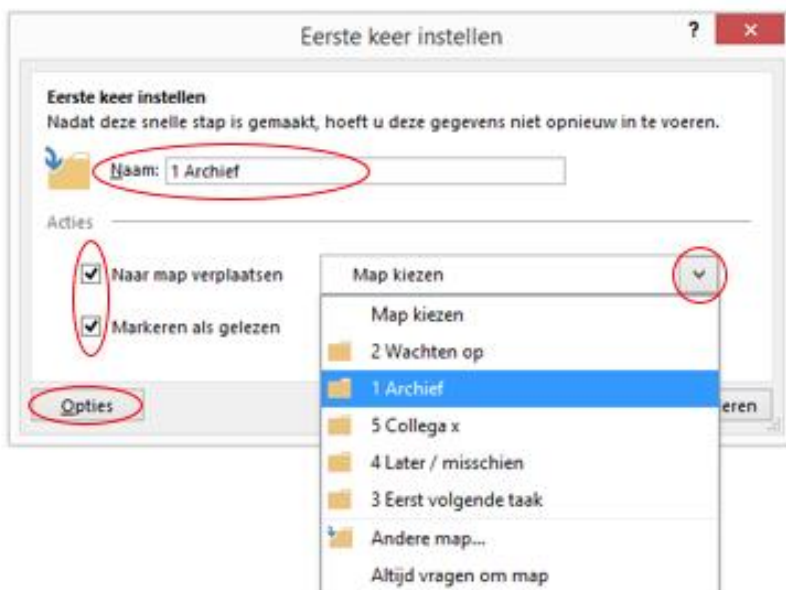 Eerste keer instellen
? ×
Eerste keer instellen
Nadat deze snelle stap is gemaakt, hoeft u deze gegevens niet opnieuw in te voeren.
Naam: 1 Archief
Acties
Naar map verplaatsen Map kiezen
Map kiezen
Markeren als gelezen
2 Wachten op
1 Archief
Opties eren
5 Collega x
4 Later / misschien
3 Eerst volgende taak
Andere map...
Altijd vragen om map